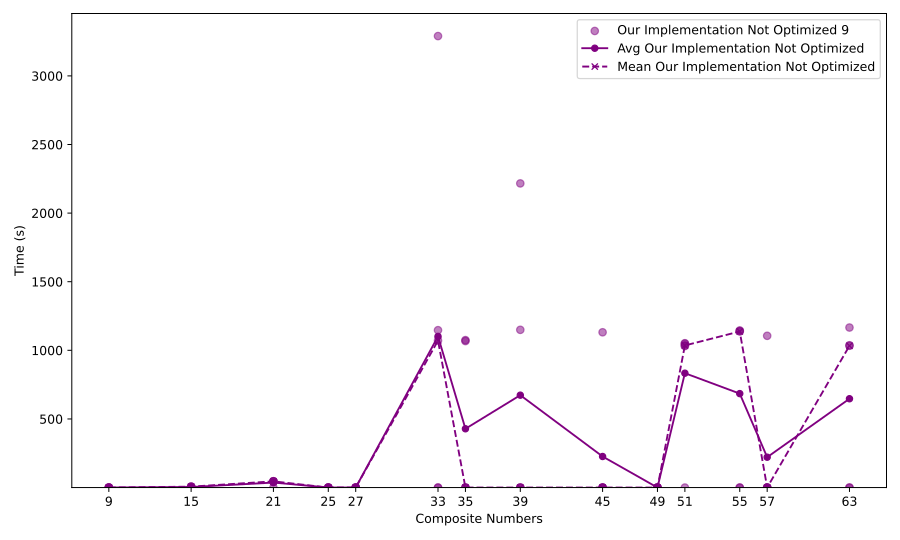 Our Implementation Not Optimized 9
Avg Our Implementation Not Optimized
Mean Our Implementation Not Optimized
3000
2500
2000
1500
1000
500
Time (s)
9 15 21 25 27 33 35 39 45 49 51 55 57 63
Composite Numbers